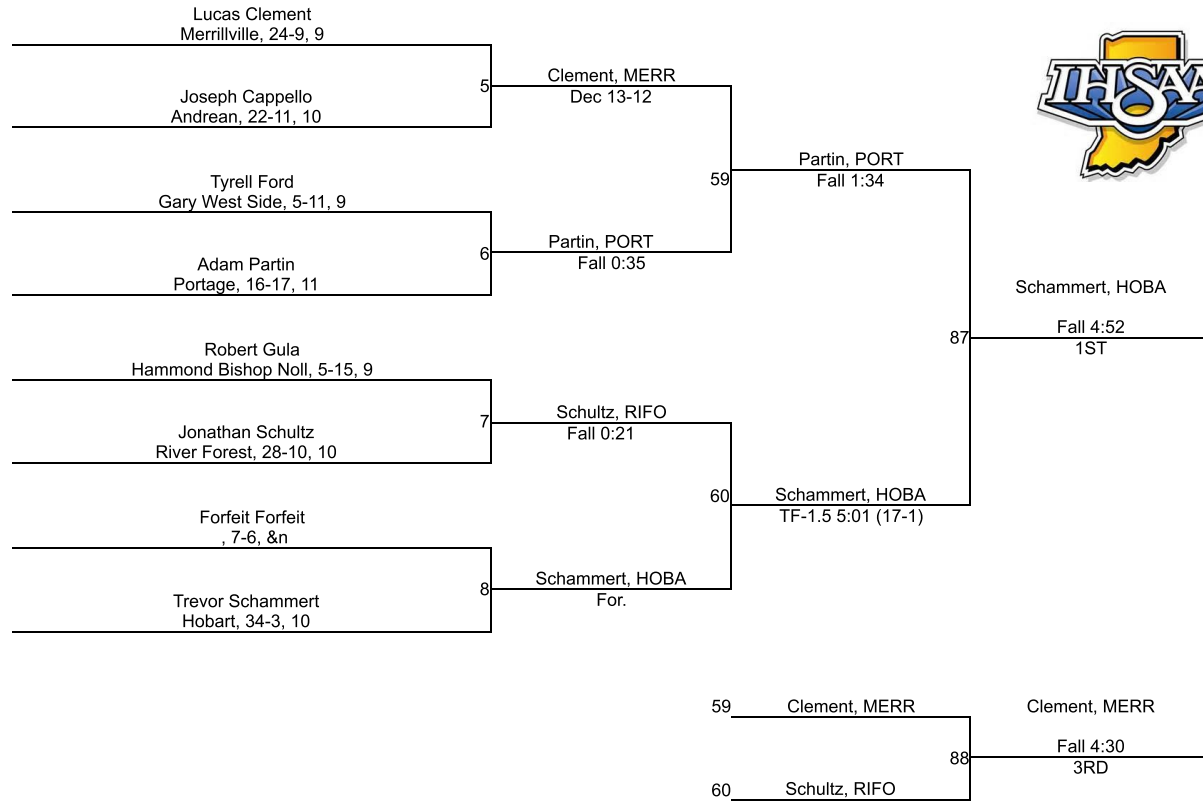 Lucas Clement
Merrillville, 24-9, 9
Joseph Cappello
Andrean, 22-11, 10
Tyrell Ford
Gary West Side, 5-11, 9
Adam Partin
Portage, 16-17, 11
Robert Gula
Hammond Bishop Noll, 5-15, 9
Jonathan Schultz
River Forest, 28-10, 10
Forfeit Forfeit
, 7-6, &n
Trevor Schammert
Hobart, 34-3, 10
5
Clement, MERR
Dec 13-12
6
Partin, PORT
Fall 0:35
7
Schultz, RIFO
Fall 0:21
8
Schammert, HOBA
For.
59
Partin, PORT
Fall 1:34
60
Schammert, HOBA
TF-1.5 5:01 (17-1)
IHSAA
87
Schammert, HOBA
Fall 4:52
1ST
59
Clement, MERR
60
Schultz, RIFO
88
Clement, MERR
Fall 4:30
3RD